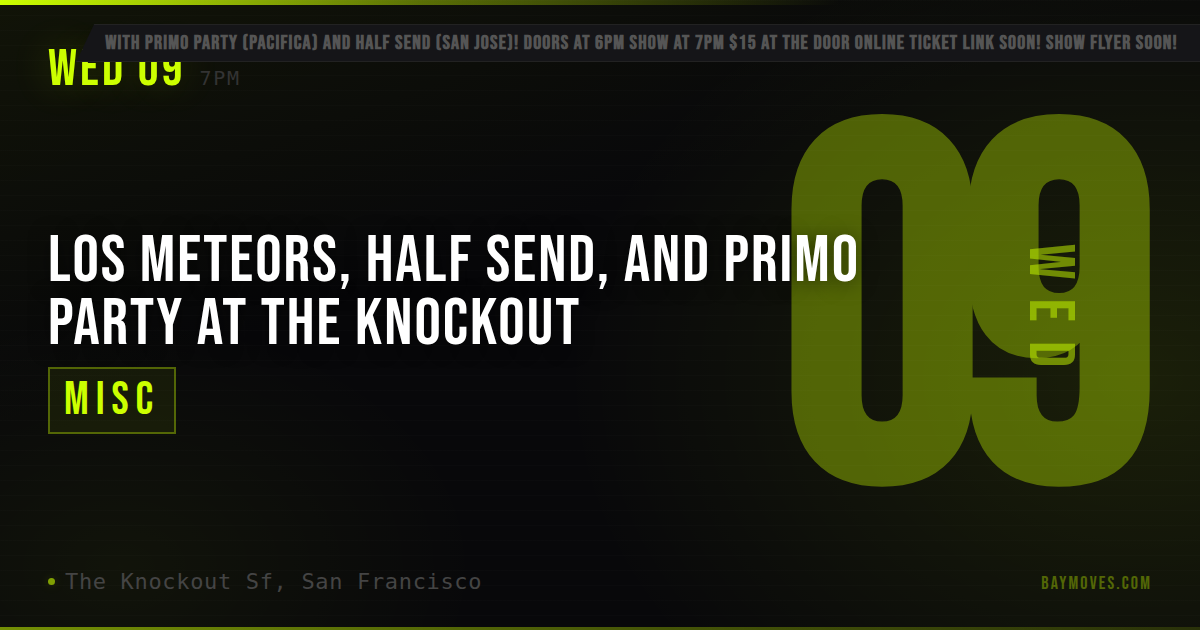 WITH PRIMO PARTY (PACIFICA) AND HALF SEND (SAN JOSE)! DOORS AT 6PM SHOW AT 7PM $15 AT THE DOOR ONLINE TICKET LINK SOON! SHOW FLYER SOON!
WED 09 7PM
09
WED
LOS METEORS, HALF SEND, AND PRIMO
PARTY AT THE KNOCKOUT
MISC
The Knockout Sf, San Francisco
BAYMOVES.COM